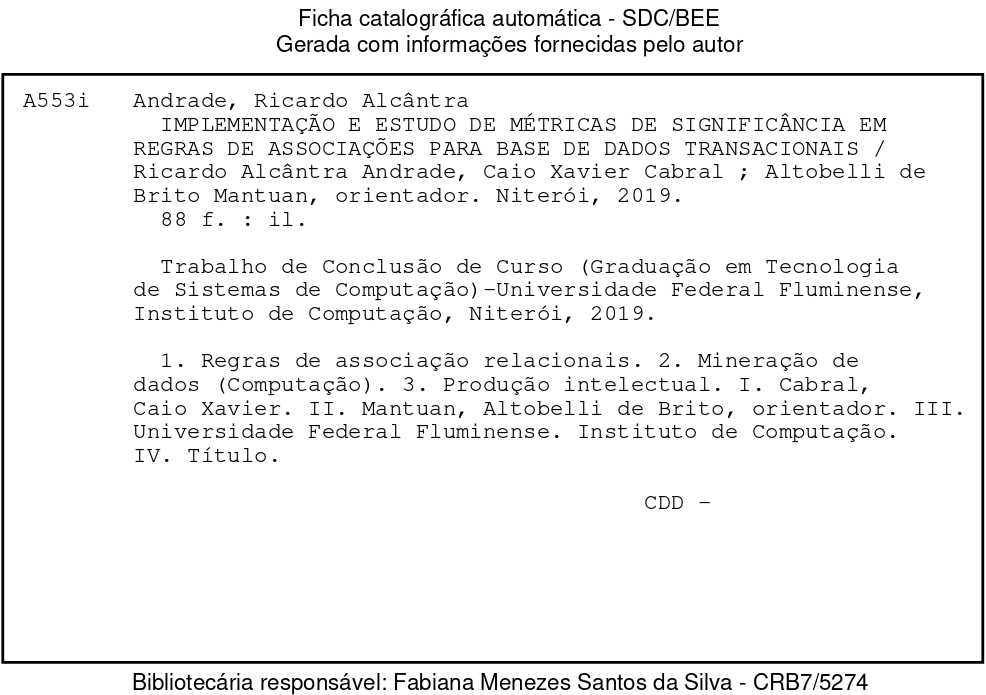 Ficha catalográfica automática - SDC/BEE
Gerada com informações fornecidas pelo autor
A553i Andrade, Ricardo Alcântra
IMPLEMENTAÇÃO E ESTUDO DE MÉTRICAS DE SIGNIFICÂNCIA EM
REGRAS DE ASSOCIAÇÕES PARA BASE DE DADOS TRANSACIONAIS /
Ricardo Alcântra Andrade, Caio Xavier Cabral ; Altobelli de
Brito Mantuan, orientador. Niterói, 2019.
88 f. : il.
Trabalho de Conclusão de Curso (Graduação em Tecnologia
de Sistemas de Computação)-Universidade Federal Fluminense,
Instituto de Computação, Niterói, 2019.
1. Regras de associação relacionais. 2. Mineração de
dados (Computação). 3. Produção intelectual. I. Cabral,
Caio Xavier. II. Mantuan, Altobelli de Brito, orientador. III.
Universidade Federal Fluminense. Instituto de Computação.
IV. Título.
CDD -
Bibliotecária responsável: Fabiana Menezes Santos da Silva - CRB7/5274